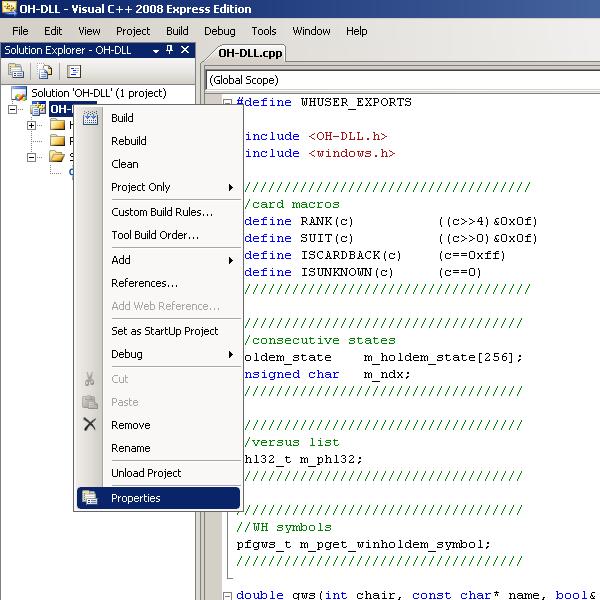 OH-DLL - Visual C++ 2008 Express Edition
File Edit View Project Build Debug Tools Window Help
Solution Explorer - OH-DLL
OH-DLL.cpp
(Global Scope)
Solution 'OH-DLL' (1 project)
Build
Rebuild
Clean
Project Only
Custom Build Rules...
Tool Build Order...
Add
References...
Add Web Reference...
Set as StartUp Project
Debug
Cut
Paste
Remove
Rename
Unload Project
Properties
#define WHUSER_EXPORTS
include <OH-DLL.h>
include <windows.h>
/card macros
define RANK(c) ((c>>4)&0x0f)
define SUIT(c) ((c>>0)&0x0f)
define ISCARDBACK(c) (c==0xff)
define ISUNKNOWN(c) (c==0)
/consecutive states
oldem_state m_holdem_state[256];
nsigned char m_ndx;
/versus list
hl32_t m_phl32;
//WH symbols
pfgws_t m_pget_winholdem_symbol;
double gws(int chair, const char* name, bool&